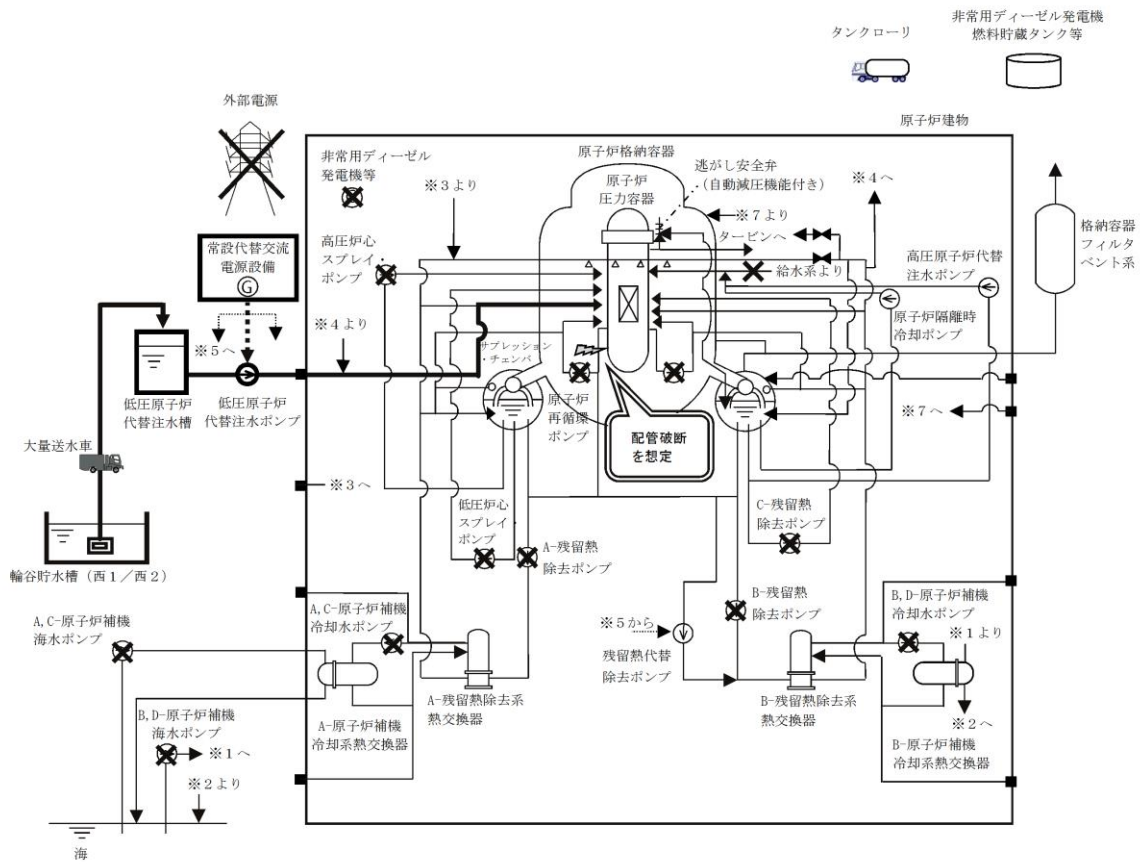 タンクローリ
非常用ディーゼル発電機
燃料貯蔵タンク等
外部電源
原子炉建物
非常用ディーゼル
発電機等
※3より
原子炉格納容器
原子炉
圧力容器
逃がし安全弁
(自動減圧機能付き)
※4へ
※7より
タービンへ
格納容器
フィルタ
ベント系
常設代替交流
電源設備
G
高圧炉心
スプレイ・
ポンプ
給水系より
高圧原子炉代替
注水ポンプ
原子炉隔離時
冷却ポンプ
※4より
※5へ
サプレッション
・チェンバ
低圧原子炉
代替注水槽
低圧原子炉
代替注水ポンプ
原子炉
再循環
ポンプ
配管破断
を想定
※7へ
大量送水車
※3へ
低圧炉心
スプレイ・
ポンプ
A-残留熱
除去ポンプ
C-残留熱
除去ポンプ
輪谷貯水槽(西1/西2)
A,C-原子炉補機
海水ポンプ
A,C-原子炉補機
冷却水ポンプ
※5から
残留熱代替
除去ポンプ
B-残留熱
除去ポンプ
B,D-原子炉補機
冷却水ポンプ
※1より
A-残留熱除去系
熱交換器
B-残留熱除去系
熱交換器
※2へ
B,D-原子炉補機
海水ポンプ
※1へ
A-原子炉補機
冷却系熱交換器
B-原子炉補機
冷却系熱交換器
※2より
海